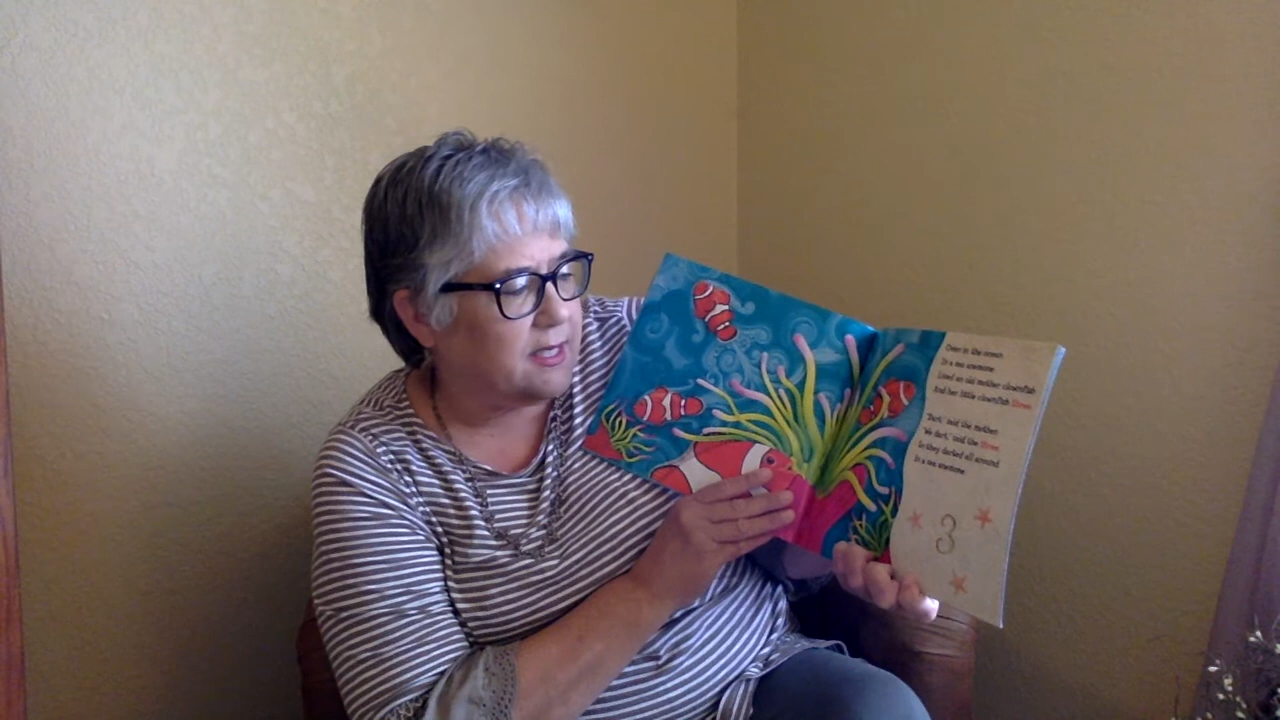 Over in the ocean
In a sea anemone
Lived an old mother clownfish
And her little clownfish three.
"Dart," said the mother.
"We dart," said the three.
So they darted all around
In a sea anemone.
3